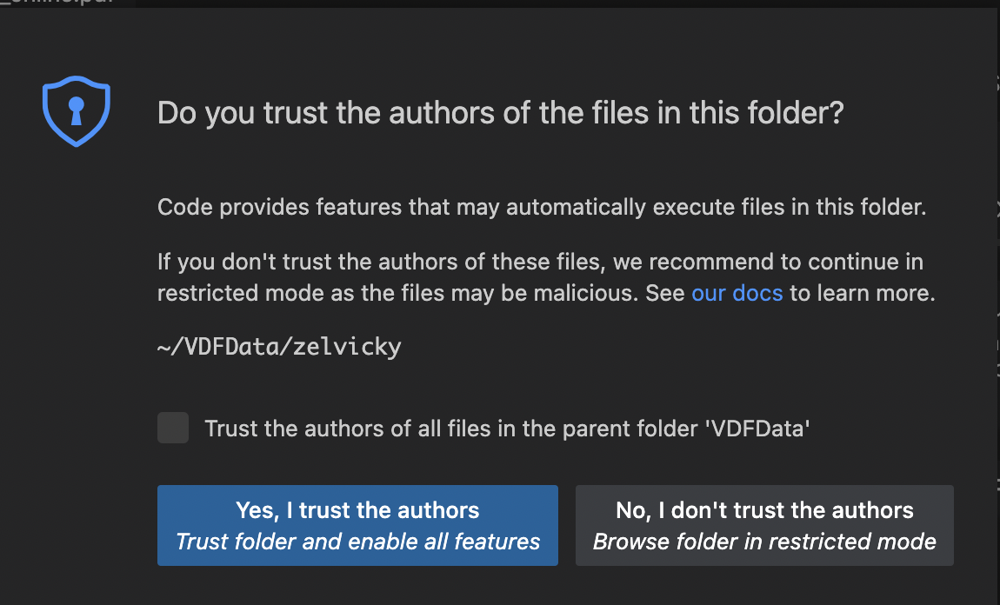 Do you trust the authors of the files in this folder?
Code provides features that may automatically execute files in this folder.
If you don't trust the authors of these files, we recommend to continue in
restricted mode as the files may be malicious. See our docs to learn more.
~/VDFData/zelvicky
Trust the authors of all files in the parent folder 'VDFData'
Yes, I trust the authors
Trust folder and enable all features
No, I don't trust the authors
Browse folder in restricted mode